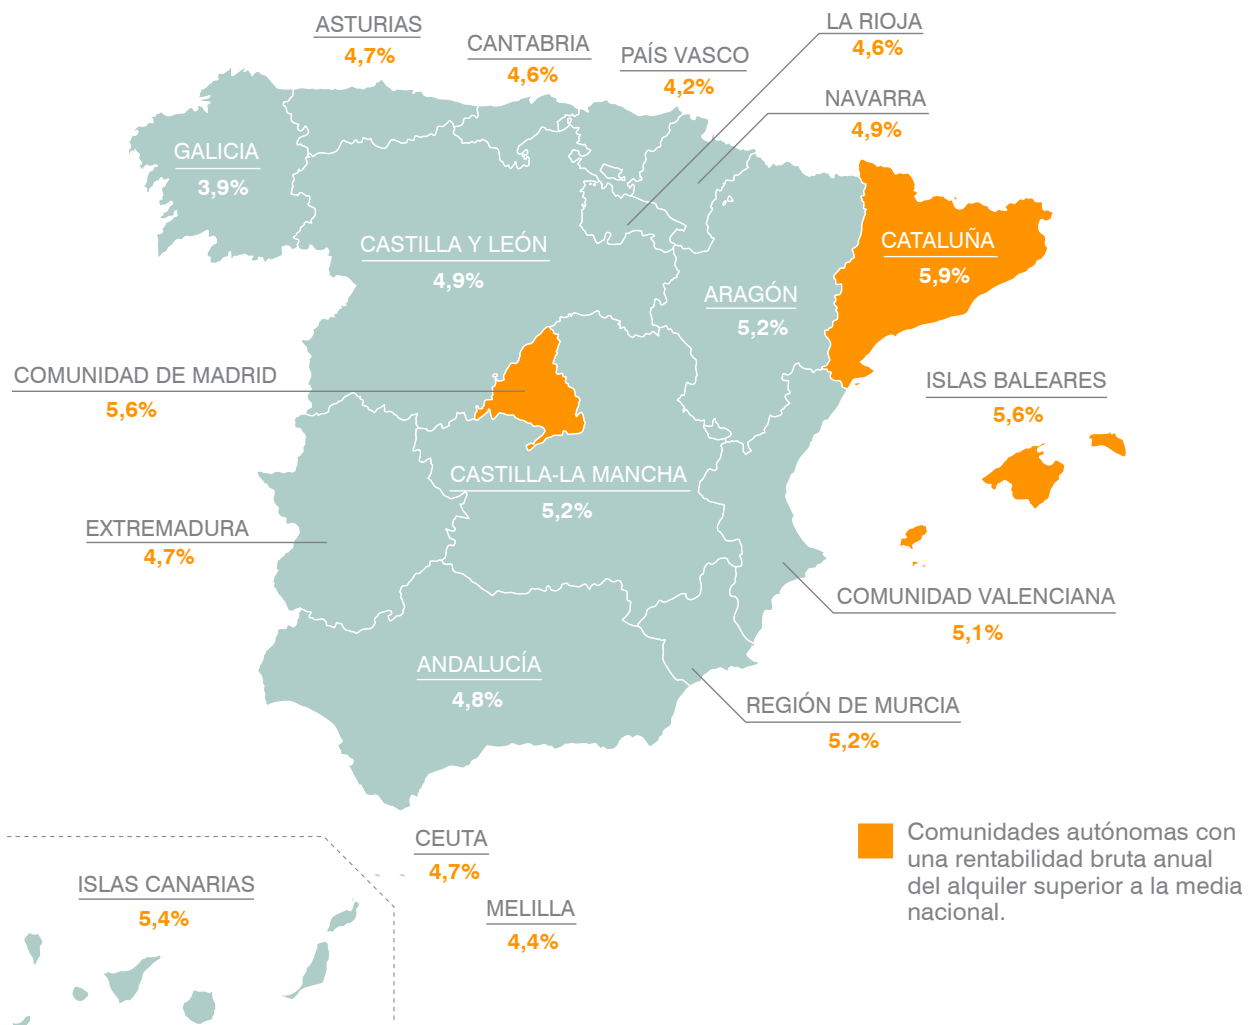 ASTURIAS
4,7%
CANTABRIA
4,6%
PAÍS VASCO
4,2%
LA RIOJA
4,6%
NAVARRA
4,9%
GALICIA
3,9%
CASTILLA Y LEÓN
4,9%
ARAGÓN
5,2%
CATALUÑA
5,9%
COMUNIDAD DE MADRID
5,6%
ISLAS BALEARES
5,6%
CASTILLA-LA MANCHA
5,2%
EXTREMADURA
4,7%
COMUNIDAD VALENCIANA
5,1%
ANDALUCÍA
4,8%
REGIÓN DE MURCIA
5,2%
CEUTA
4,7%
ISLAS CANARIAS
5,4%
MELILLA
4,4%
Comunidades autónomas con
una rentabilidad bruta anual
del alquiler superior a la media
nacional.